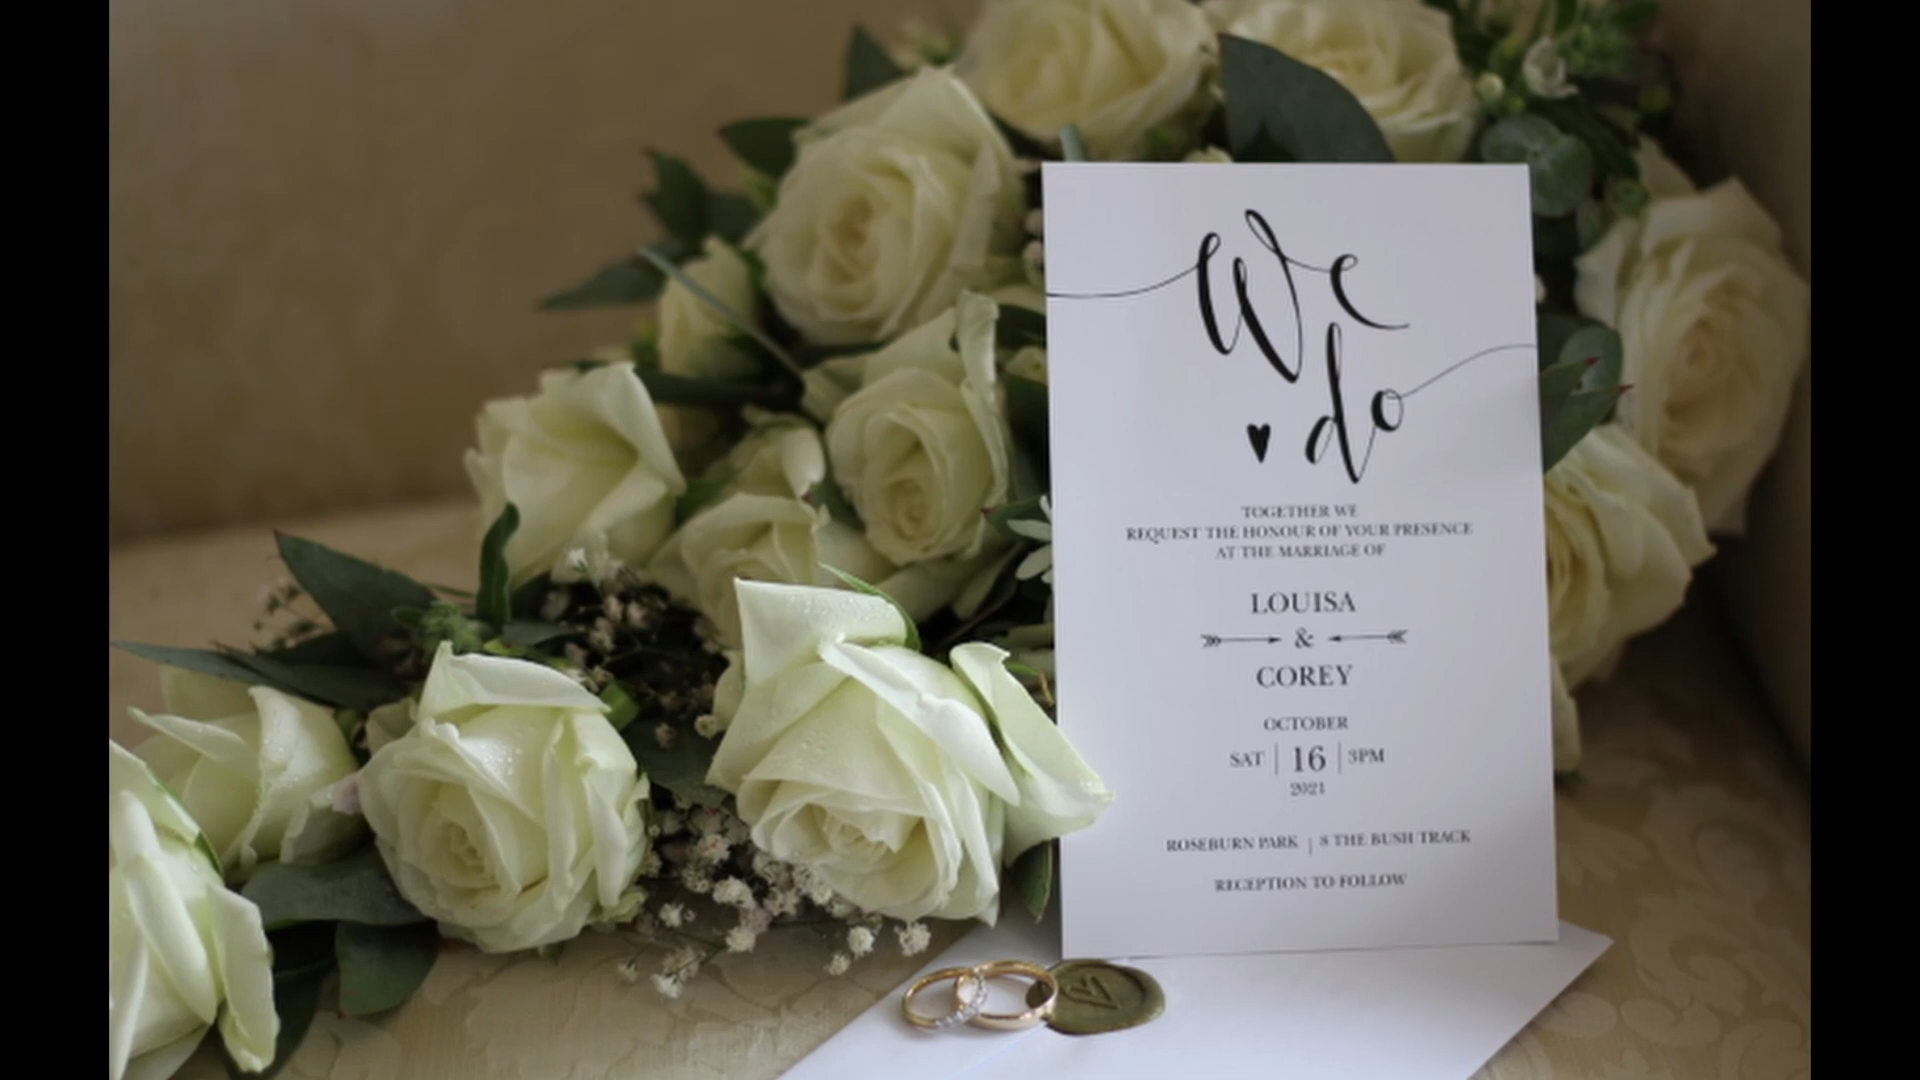 We
do
TOGETHER WE
REQUEST THE HONOUR OF YOUR PRESENCE
AT THE MARRIAGE OF
LOUISA
&
COREY
OCTOBER
SAT | 16 | 3PM
2021
ROSEBURN PARK | 8 THE BUSH TRACK
RECEPTION TO FOLLOW